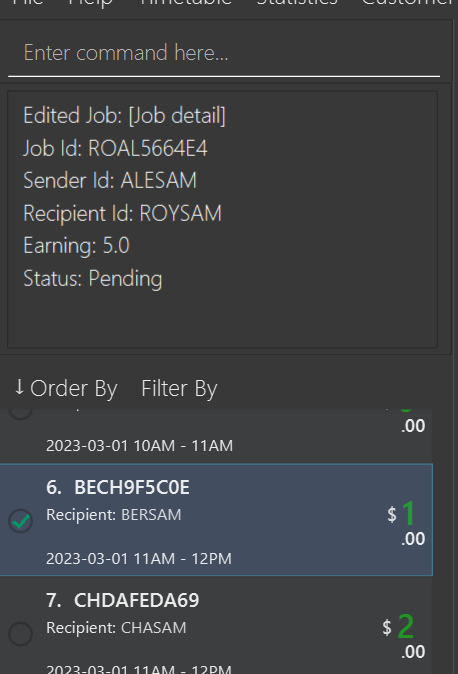 File Help Timetable Statistics Customer
Enter command here...
Edited Job: [Job detail]
Job Id: ROAL5664E4
Sender Id: ALESAM
Recipient Id: ROYSAM
Earning: 5.0
Status: Pending
↓ Order By Filter By
.00
2023-03-01 10AM - 11AM
6. BECH9F5C0E
Recipient: BERSAM
$ 1
.00
2023-03-01 11AM - 12PM
7. CHDAFEDA69
Recipient: CHASAM
$ 2
.00
2023-03-01 11AM - 12PM